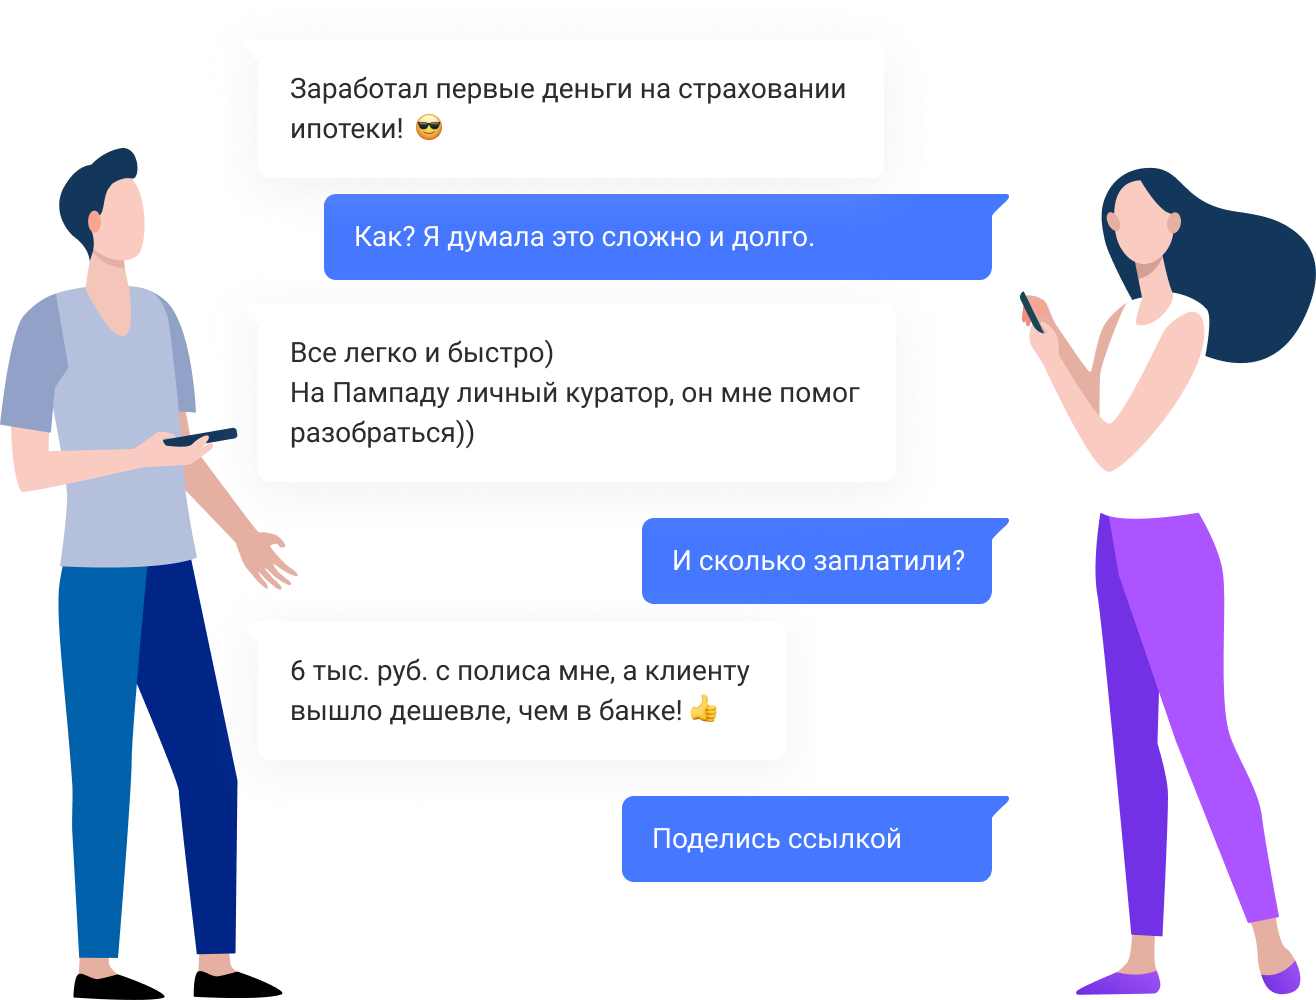 Заработал первые деньги на страховании
ипотеки! 😎
Как? Я думала это сложно и долго.
Все легко и быстро)
На Пампаду личный куратор, он мне помог
разобраться))
И сколько заплатили?
6 тыс. руб. с полиса мне, а клиенту
вышло дешевле, чем в банке! 👍
Поделись ссылкой